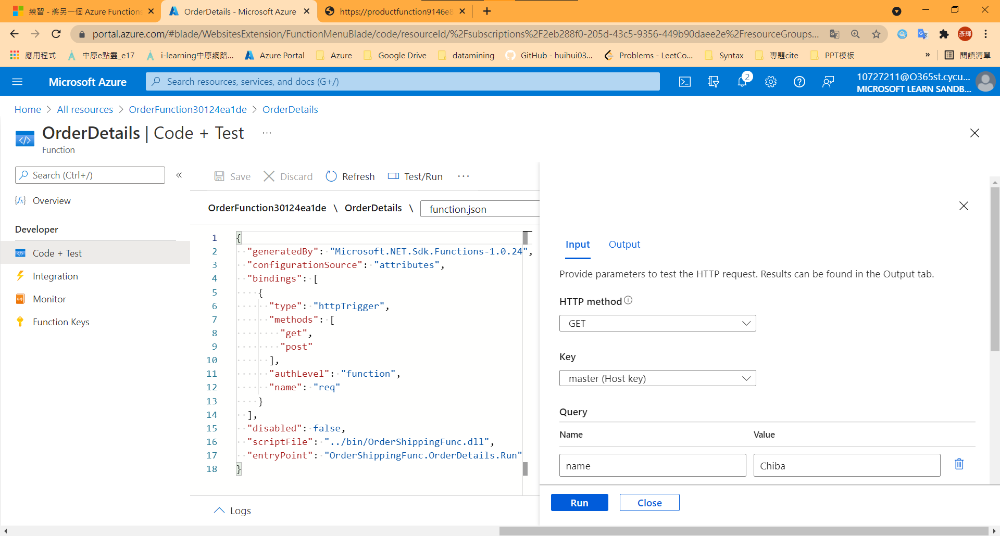 練習 - 將另一個 Azure Functions
OrderDetails - Microsoft Azure
https://productfunction9146e8
portal.azure.com/#blade/WebsitesExtension/FunctionMenuBlade/code/resourceId/%2Fsubscriptions%2F2eb288f0-205d-43c5-9356-449b90daee2e%2FresourceGroups...
彥輝
應用程式
中原e點靈_e17
i-learning中原網路...
Azure Portal
Azure
Google Drive
datamining
GitHub - huihui03...
Problems - LeetCo...
Syntax
專題cite
PPT模板
»
閱讀清單
Microsoft Azure
Search resources, services, and docs (G+/)
2
10727211@O365st.cycu...
MICROSOFT LEARN SANDB...
Home > All resources > OrderFunction30124ea1de > OrderDetails
OrderDetails | Code + Test ...
Function
Search (Ctrl+/)
«
Overview
Developer
Code + Test
Integration
Monitor
Function Keys
Save
Discard
Refresh
Test/Run
...
OrderFunction30124ea1de \ OrderDetails \ function.json
1 {
2 "generatedBy": "Microsoft.NET.Sdk.Functions-1.0.24",
3 "configurationSource": "attributes",
4 "bindings": [
5 {
6 "type": "httpTrigger",
7 "methods": [
8 "get",
9 "post"
10 ],
11 "authLevel": "function",
12 "name": "req"
13 }
14 ],
15 "disabled": false,
16 "scriptFile": "../bin/OrderShippingFunc.dll",
17 "entryPoint": "OrderShippingFunc.OrderDetails.Run"
18 }
Logs
Input
Output
Provide parameters to test the HTTP request. Results can be found in the Output tab.
HTTP method
GET
Key
master (Host key)
Query
Name
Value
name
Chiba
Run
Close